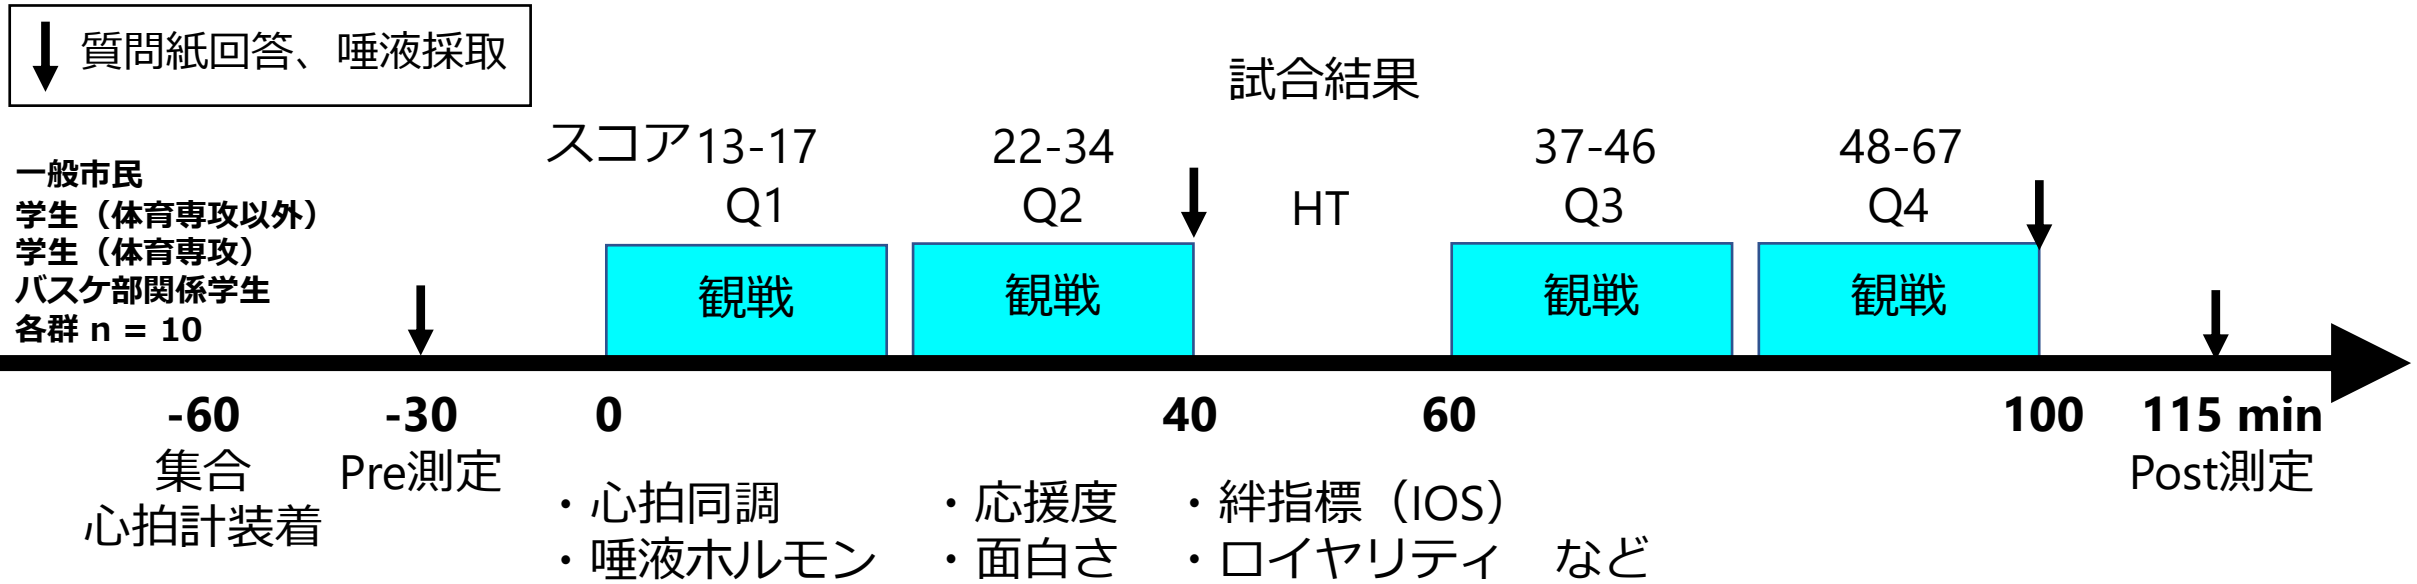 質問紙回答、唾液採取
試合結果
スコア 13-17 22-34 37-46 48-67
Q1 Q2 HT Q3 Q4
一般市民
学生（体育専攻以外）
学生（体育専攻）
バスケ部関係学生
各群 n = 10
観戦 観戦 観戦 観戦
-60 -30 0 40 60 100 115 min
集合 Pre測定 Post測定
心拍計装着
・心拍同調 ・応援度 ・絆指標（IOS）
・唾液ホルモン ・面白さ ・ロイヤリティ など